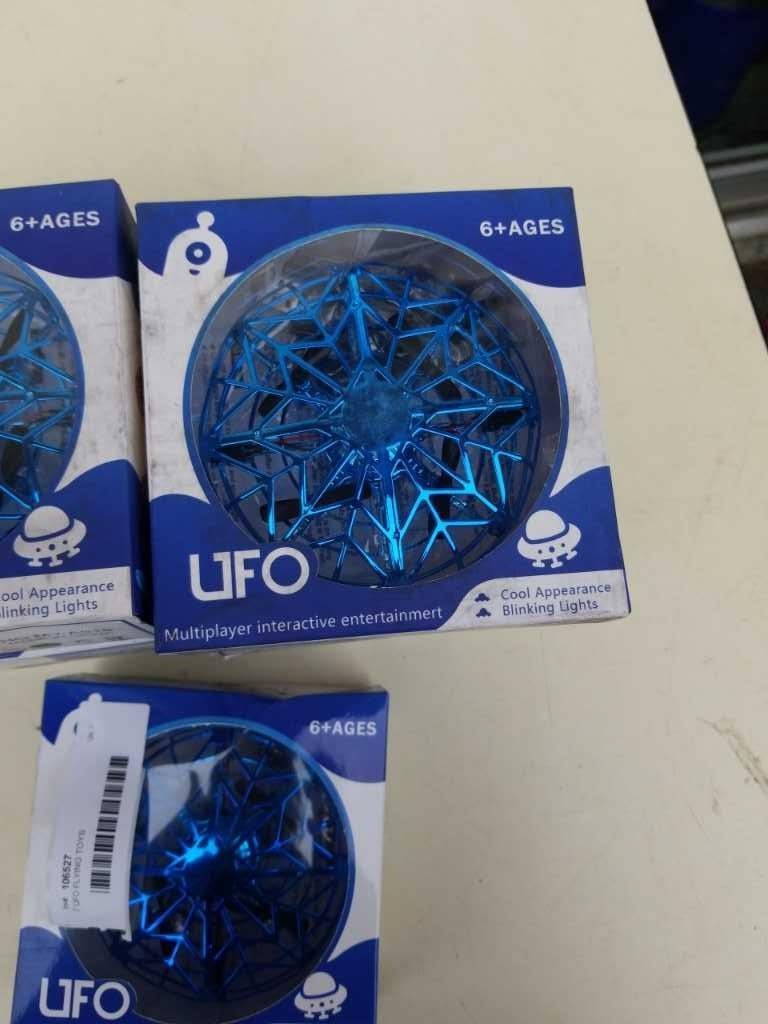 6+AGES
ool Appearance
linking Lights
6+AGES
UFO
Multiplayer interactive entertainmert
Cool Appearance
Blinking Lights
6+AGES
106527
UFO FLYING TOYS
UFO